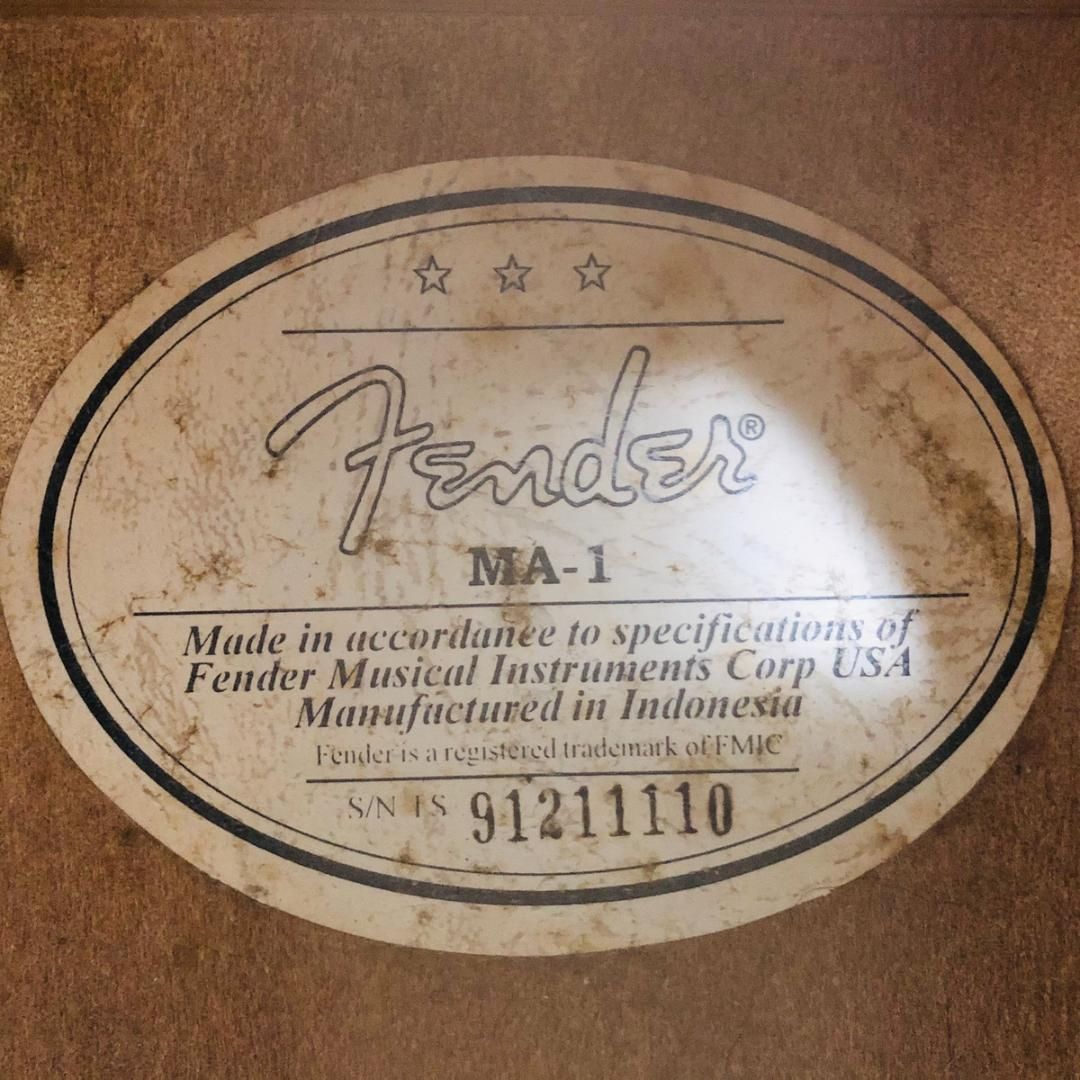 ☆ ☆ ☆
Fender®
MA-1
Made in accordance to specifications of
Fender Musical Instruments Corp USA
Manufactured in Indonesia
Fender is a registered trademark of FMIC
S/N IS 91211110